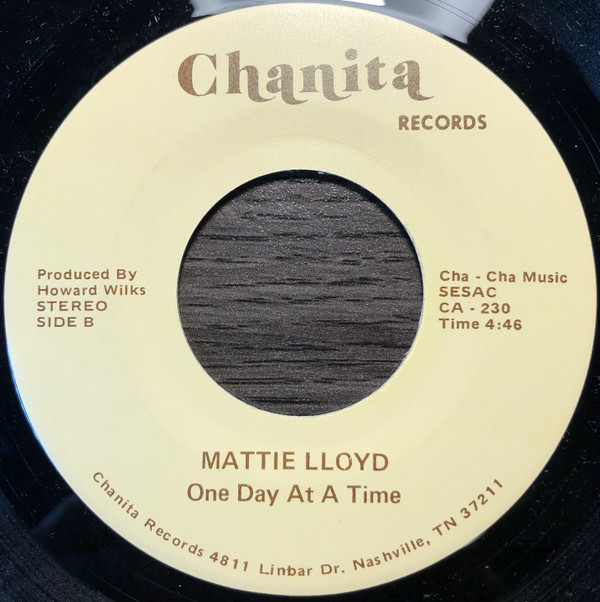 Chanita
RECORDS
Produced By
Howard Wilks
STEREO
SIDE B
Cha - Cha Music
SESAC
CA - 230
Time 4:46
MATTIE LLOYD
One Day At A Time
Chanita Records 4811 Linbar Dr. Nashville, TN 37211